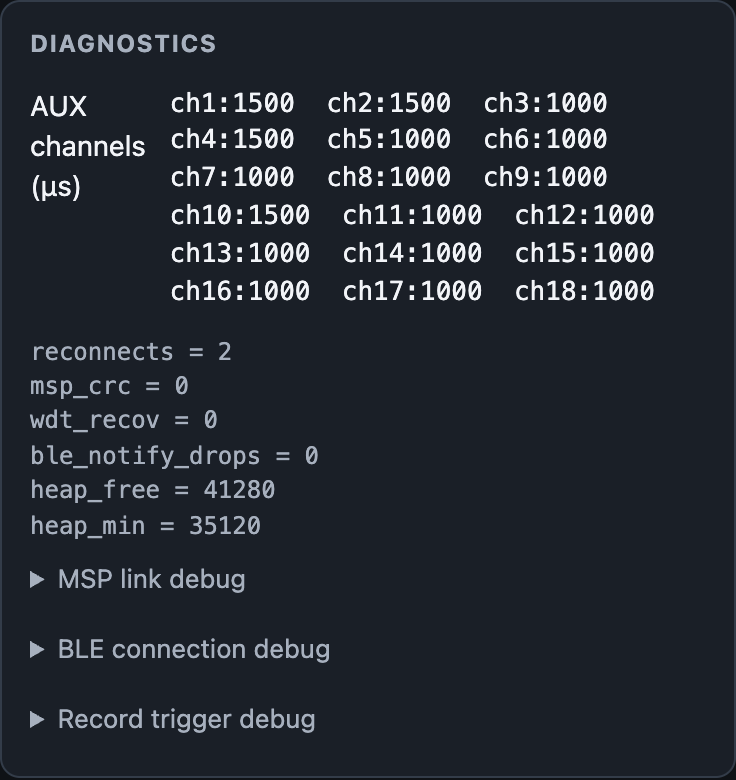 DIAGNOSTICS
AUX channels (µs)
ch1:1500 ch2:1500 ch3:1000
ch4:1500 ch5:1000 ch6:1000
ch7:1000 ch8:1000 ch9:1000
ch10:1500 ch11:1000 ch12:1000
ch13:1000 ch14:1000 ch15:1000
ch16:1000 ch17:1000 ch18:1000
reconnects = 2
msp_crc = 0
wdt_recov = 0
ble_notify_drops = 0
heap_free = 41280
heap_min = 35120
MSP link debug
BLE connection debug
Record trigger debug